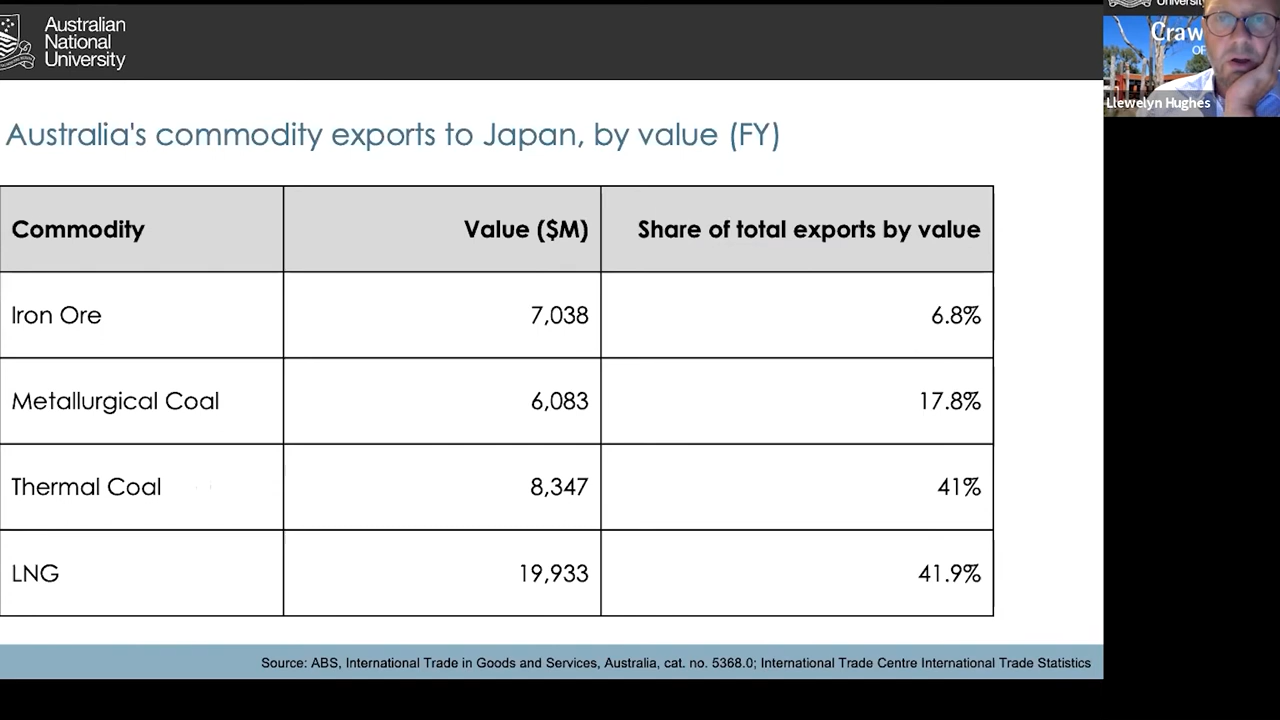 Australian
National
University
Australia's commodity exports to Japan, by value (FY)
Commodity Value ($M) Share of total exports by value
Iron Ore 7,038 6.8%
Metallurgical Coal 6,083 17.8%
Thermal Coal 8,347 41%
LNG 19,933 41.9%
Source: ABS, International Trade in Goods and Services, Australia, cat. no. 5368.0; International Trade Centre International Trade Statistics
Craw
OF
Llewelyn Hughes